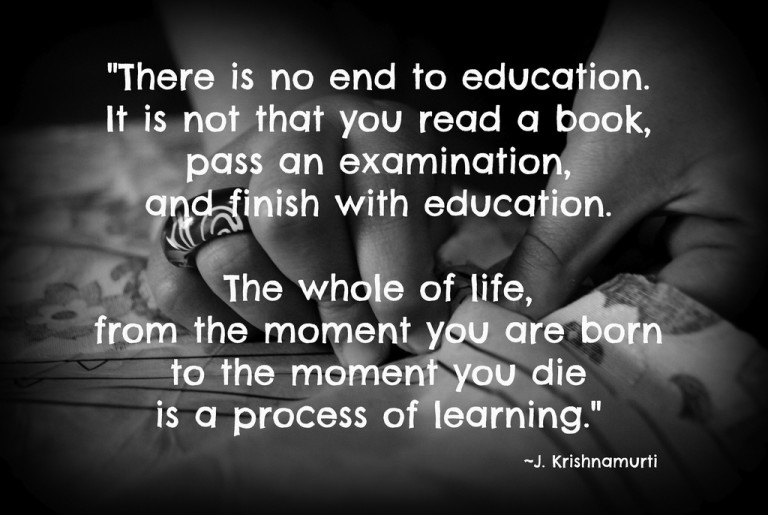 "There is no end to education.
It is not that you read a book,
pass an examination,
and finish with education.
The whole of life,
from the moment you are born
to the moment you die
is a process of learning."
~J. Krishnamurti